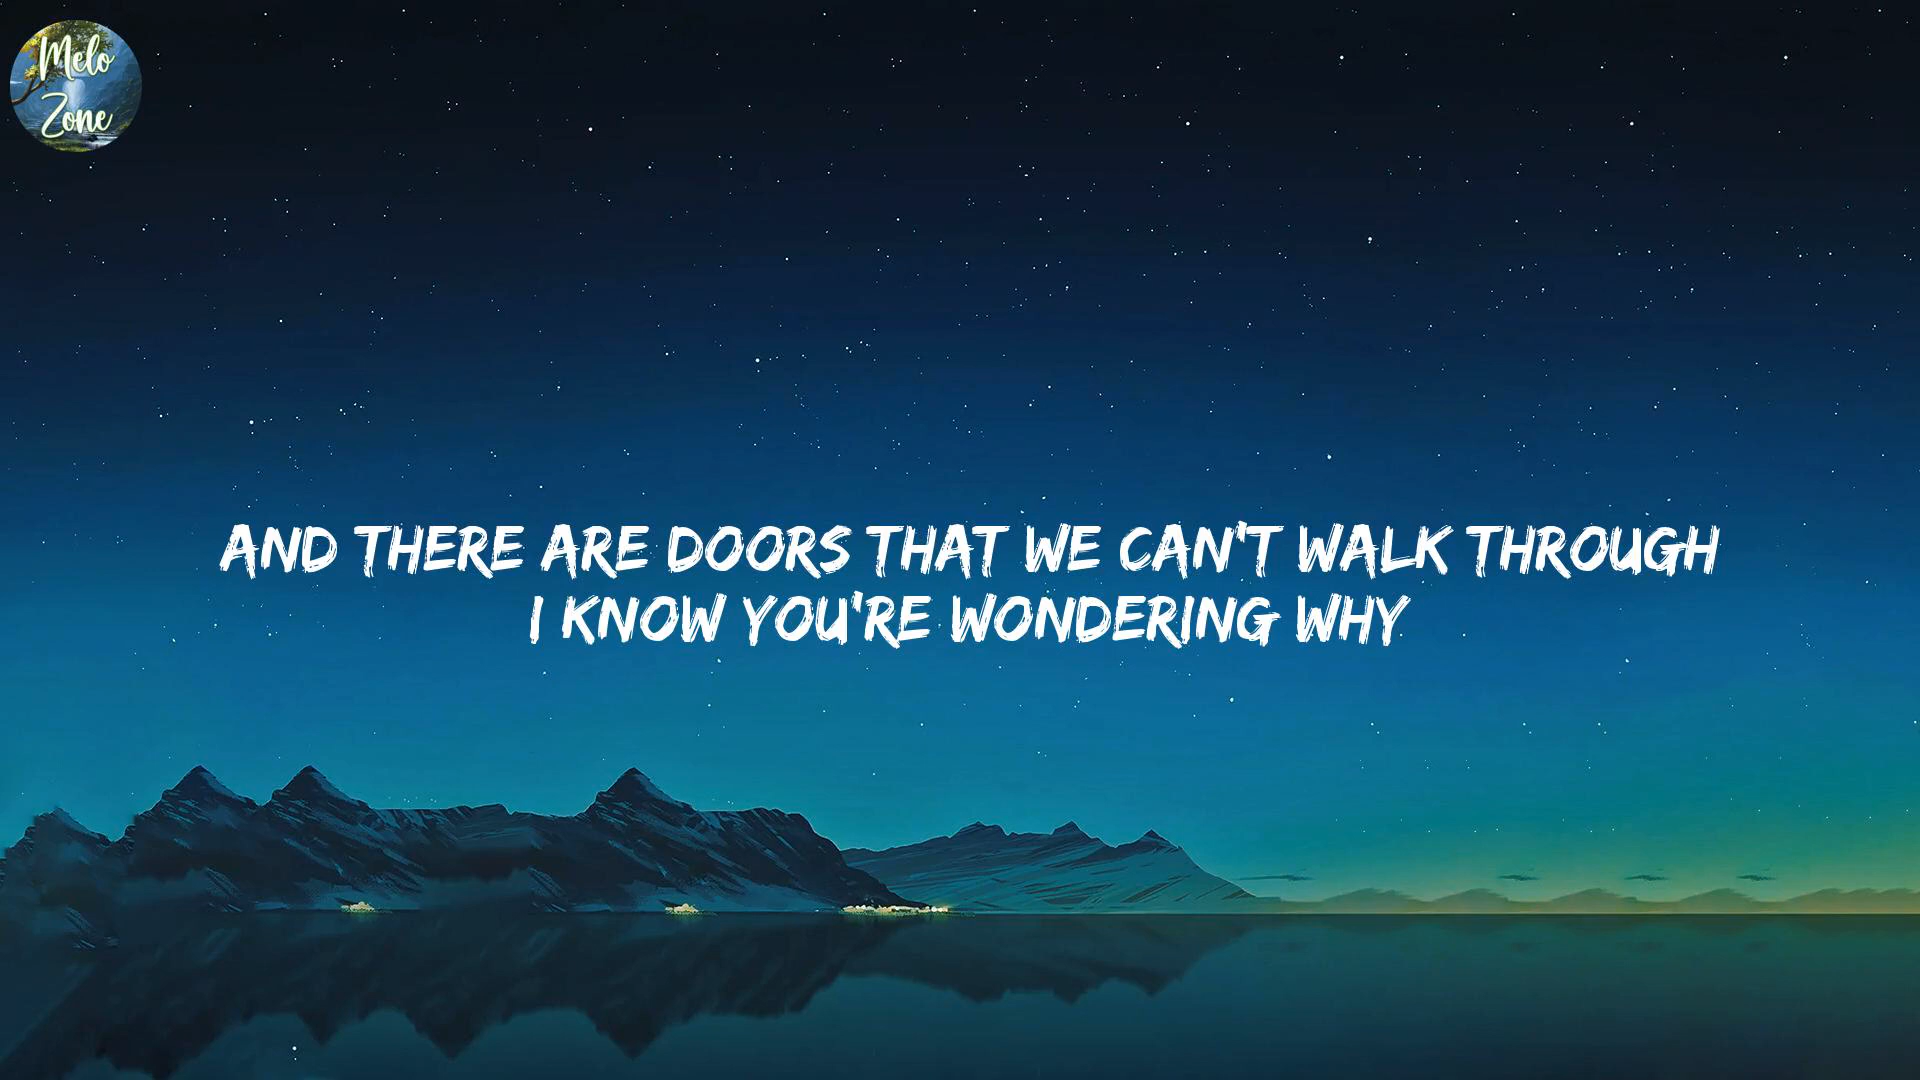 Melo
Zone
AND THERE ARE DOORS THAT WE CAN'T WALK THROUGH
I KNOW YOU'RE WONDERING WHY